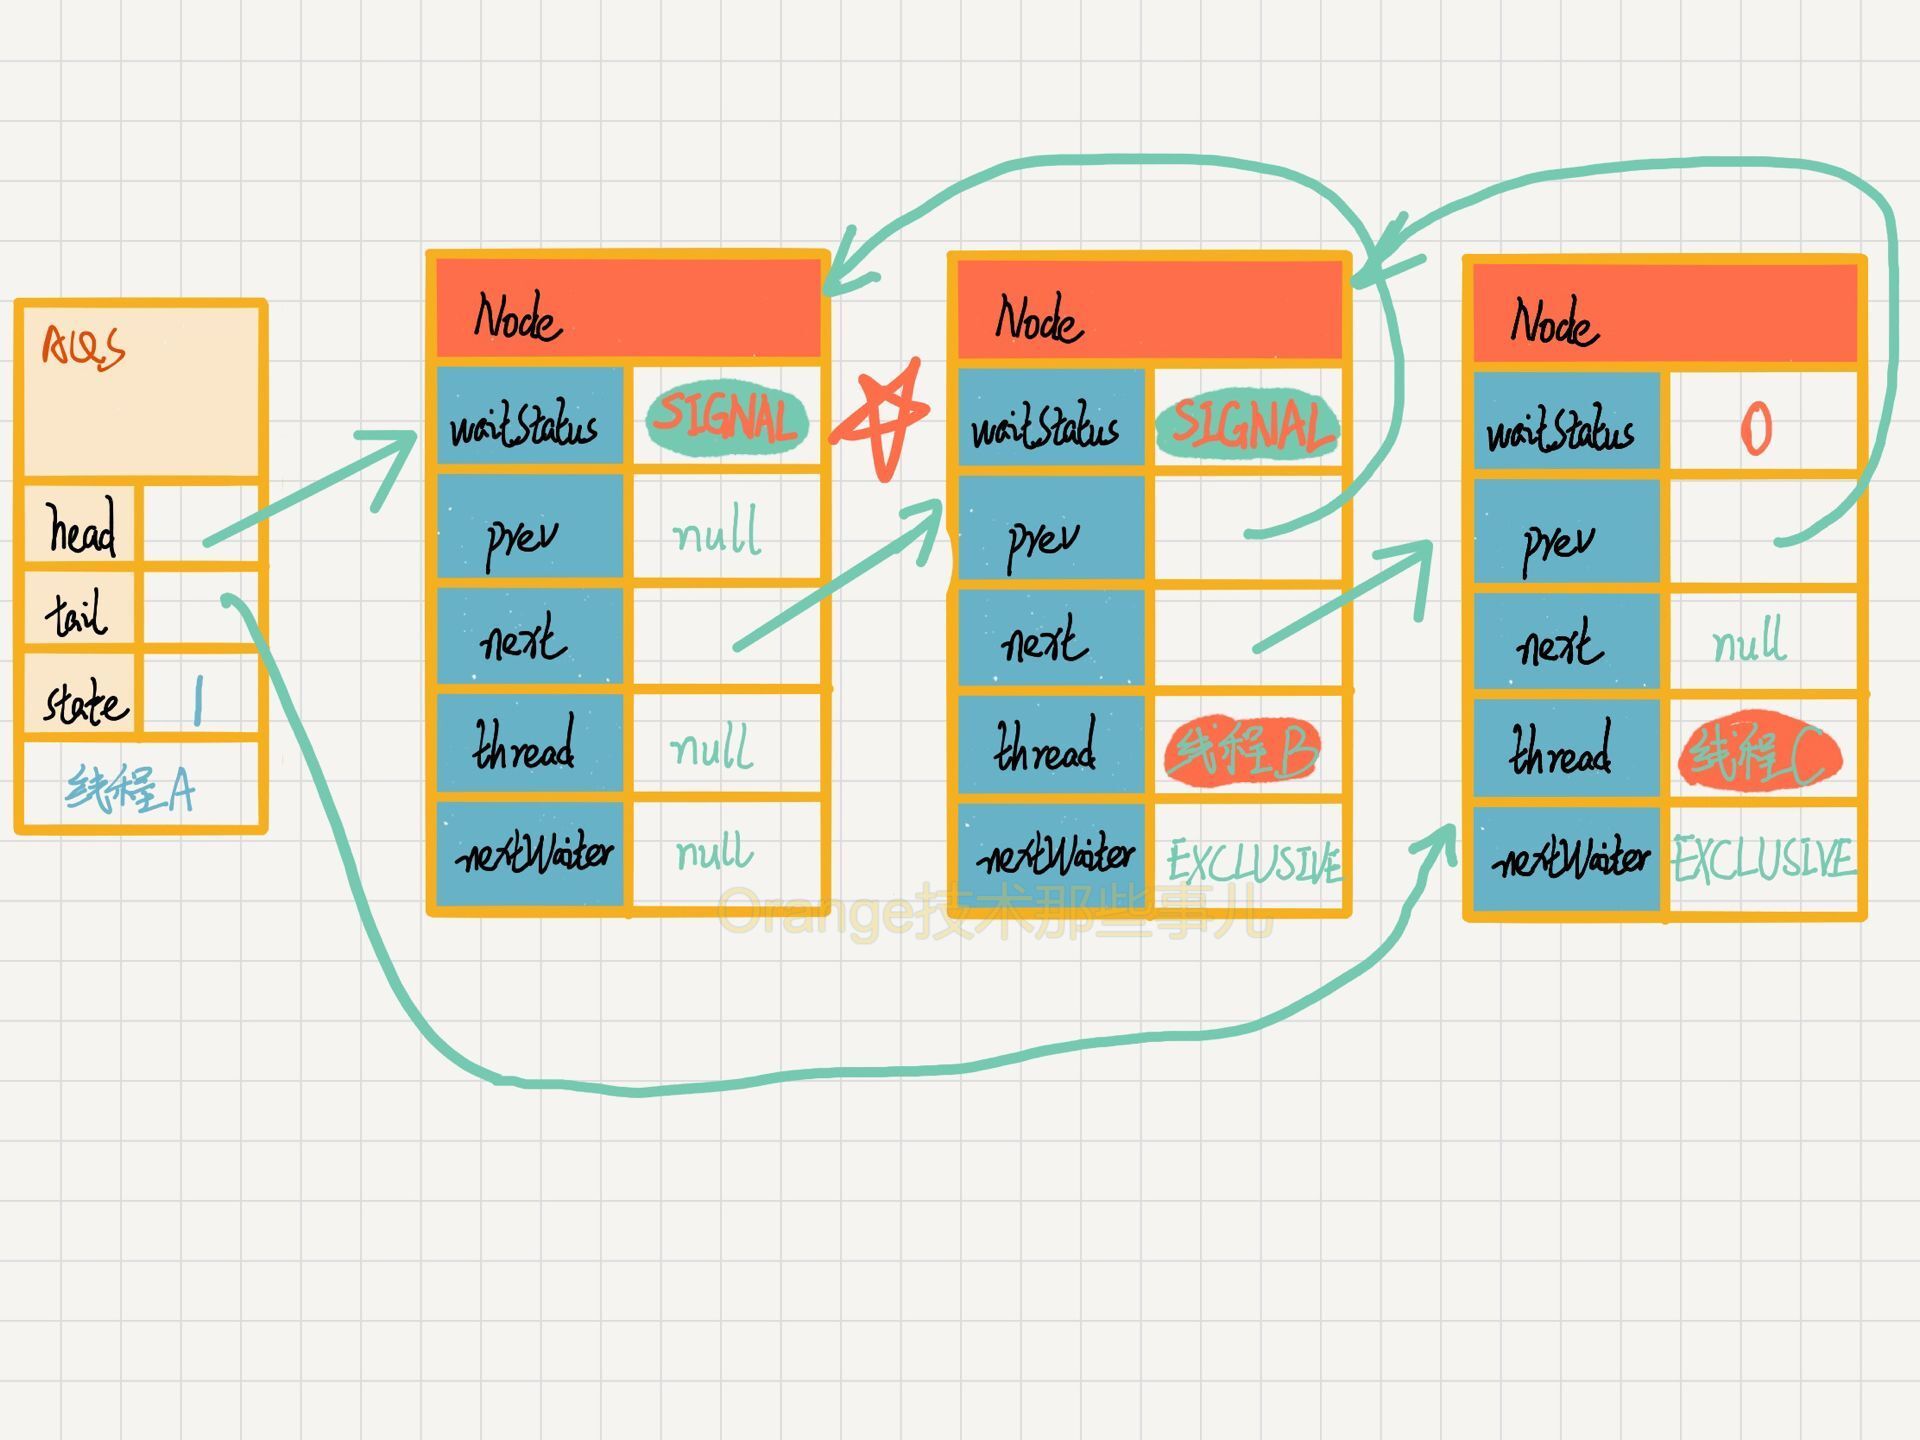 AQS
head
tail
state 1
线程A
Node
waitStatus SIGNAL
prev null
next
thread null
nextWaiter null
Node
waitStatus SIGNAL
prev
next
thread 线程B
nextWaiter EXCLUSIVE
Node
waitStatus 0
prev
next null
thread 线程C
nextWaiter EXCLUSIVE
Orange技术那些事儿